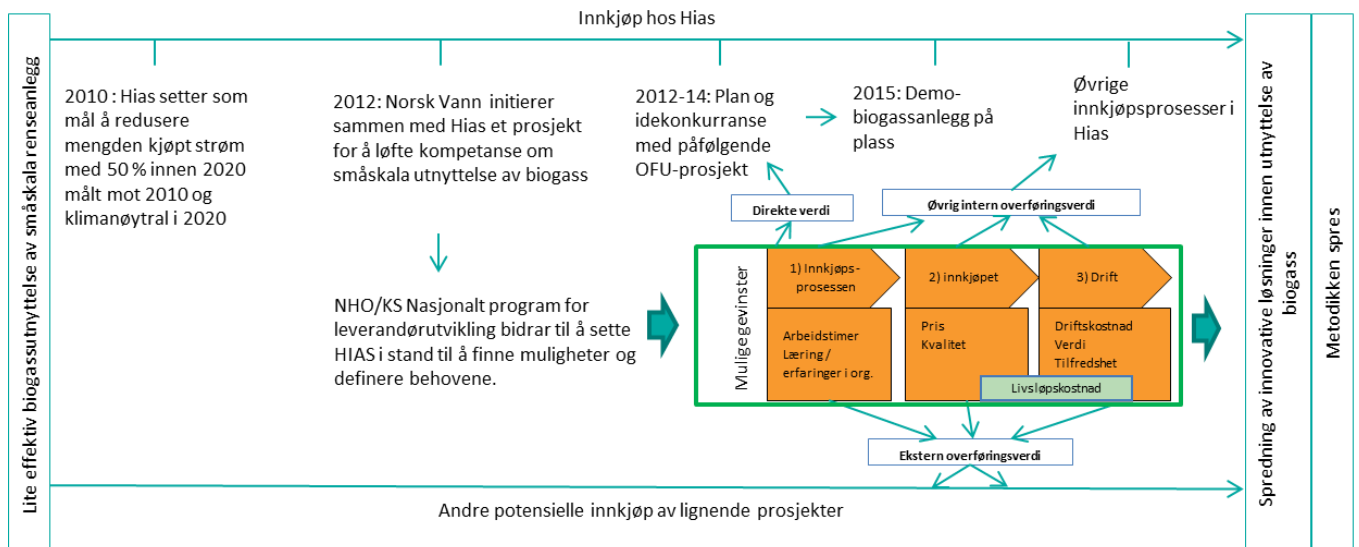 Innkjøp hos Hias
Lite effektiv biogassutnyttelse av småskala renseanlegg
2010 : Hias setter som
mål å redusere
mengden kjøpt strøm
med 50 % innen 2020
målt mot 2010 og
klimanøytral i 2020
2012: Norsk Vann initierer
sammen med Hias et prosjekt
for å løfte kompetanse om
småskala utnyttelse av biogass
2012-14: Plan og
idekonkurranse
med påfølgende
OFU-prosjekt
2015: Demo-
biogassanlegg på
plass
Øvrige
innkjøpsprosesser i
Hias
Direkte verdi
Øvrig intern overføringsverdi
NHO/KS Nasjonalt program for
leverandørutvikling bidrar til å sette
HIAS i stand til å finne muligheter og
definere behovene.
Muligegevinster
1) Innkjøps-
prosessen
Arbeidstimer
Læring /
erfaringer i org.
2) innkjøpet
Pris
Kvalitet
3) Drift
Driftskostnad
Verdi
Tilfredshet
Livsløpskostnad
Ekstern overføringsverdi
Andre potensielle innkjøp av lignende prosjekter
Spredning av innovative løsninger innen utnyttelse av
biogass
Metodikken spres